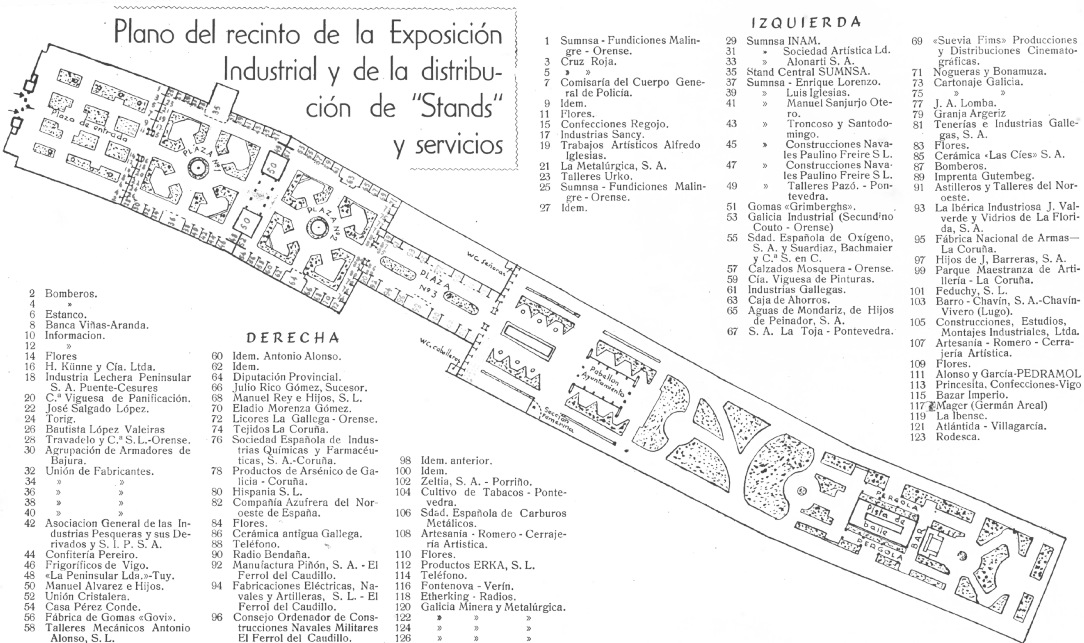 Plano del recinto de la Exposición
Industrial y de la distribu-
ción de "Stands"
y servicios
IZQUIERDA
1 Sumnsa - Fundiciones Malin-
gre - Orense.
3 Cruz Roja.
5 » »
7 Comisaría del Cuerpo Gene-
ral de Policía.
9 Idem.
11 Flores.
15 Confecciones Regojo.
17 Industrias Sancy.
19 Trabajos Artísticos Alfredo
Iglesias.
21 La Metalúrgica, S. A.
23 Talleres Urko.
25 Sumnsa - Fundiciones Malin-
gre - Orense.
27 Idem.
29 Sumnsa INAM.
31 » Sociedad Artística Ld.
33 » Alonarti S. A.
35 Stand Central SUMNSA.
37 Sumnsa - Enrique Lorenzo.
39 » Luis Iglesias.
41 » Manuel Sanjurjo Ote-
ro.
43 » Troncoso y Santodo-
mingo.
45 » Construcciones Nava-
les Paulino Freire S L.
47 » Construcciones Nava-
les Paulino Freire S L.
49 » Talleres Pazó. - Pon-
tevedra.
51 Gomas «Grimberghs».
53 Galicia Industrial (Secundino
Couto - Orense)
55 Sdad. Española de Oxígeno,
S. A. y Suardiaz, Bachmaier
y C.ª S. en C.
57 Calzados Mosquera - Orense.
59 Cía. Viguesa de Pinturas.
61 Industrias Gallegas.
63 Caja de Ahorros.
65 Aguas de Mondariz, de Hijos
de Peinador, S. A.
67 S. A. La Toja - Pontevedra.
69 «Suevia Fims» Producciones
y Distribuciones Cinemato-
gráficas.
71 Nogueras y Bonamuza.
73 Cartonaje Galicia.
75 » »
77 J. A. Lomba.
79 Granja Argeriz
81 Tenerías e Industrias Galle-
gas, S. A.
83 Flores.
85 Cerámica «Las Cíes» S. A.
87 Bomberos.
89 Imprenta Gutembeg.
91 Astilleros y Talleres del Nor-
oeste.
93 La Ibérica Industriosa J. Val-
verde y Vidrios de La Flori-
da, S. A.
95 Fábrica Nacional de Armas—
La Coruña.
97 Hijos de J, Barreras, S. A.
99 Parque Maestranza de Arti-
llería - La Coruña.
101 Feduchy, S. L.
103 Barro - Chavín, S. A.-Chavín-
Vivero (Lugo).
105 Construcciones, Estudios,
Montajes Industriales, Ltda.
107 Artesanía - Romero - Cerra-
jería Artística.
109 Flores.
111 Alonso y García-PEDRAMOL
113 Princesita. Confecciones-Vigo
115 Bazar Imperio.
117 Mager (Germán Areal)
119 La Ibense.
121 Atlántida - Villagarcía.
123 Rodesca.
Plaza de entrada
PLAZA Nº1
PLAZA Nº2
PLAZA
Nº 3
35
50
50
W.C. señoras
W.C. caballeros
Pabellón
Ayuntamiento
Sección
Femenina
PERGOLA
Pista de
baile
PERGOLA
BAR
DERECHA
2 Bomberos.
4 »
6 Estanco.
8 Banca Viñas-Aranda.
10 Informacion.
12 »
14 Flores
16 H. Künne y Cía. Ltda.
18 Industria Lechera Peninsular
S. A. Puente-Cesures
20 C.ª Viguesa de Panificación.
22 José Salgado López.
24 Torig.
26 Bautista López Valeiras
28 Travadelo y C.ª S.L.-Orense.
30 Agrupación de Armadores de
Bajura.
32 Unión de Fabricantes.
34 » »
36 » »
38 » »
40 » »
42 Asociacion General de las In-
dustrias Pesqueras y sus De-
rivados y S. I. P. S. A.
44 Confitería Pereiro.
46 Frigoríficos de Vigo.
48 «La Peninsular Lda.»-Tuy.
50 Manuel Alvarez e Hijos.
52 Unión Cristalera.
54 Casa Pérez Conde.
56 Fábrica de Gomas «Govi».
58 Talleres Mecánicos Antonio
Alonso, S. L.
60 Idem. Antonio Alonso.
62 Idem.
64 Diputación Provincial.
66 Julio Rico Gómez, Sucesor.
68 Manuel Rey e Hijos, S. L.
70 Eladio Morenza Gómez.
72 Licores La Gallega - Orense.
74 Tejidos La Coruña.
76 Sociedad Española de Indus-
trias Químicas y Farmacéu-
ticas, S. A.-Coruña.
78 Productos de Arsénico de Ga-
licia - Coruña.
80 Hispania S. L.
82 Compañía Azufrera del Nor-
oeste de España.
84 Flores.
86 Cerámica antigua Gallega.
88 Teléfono.
90 Radio Bendaña.
92 Manufactura Piñón, S. A. - El
Ferrol del Caudillo.
94 Fabricaciones Eléctricas, Na-
vales y Artilleras, S. L. - El
Ferrol del Caudillo.
96 Consejo Ordenador de Cons-
trucciones Navales Militares
El Ferrol del Caudillo.
98 Idem. anterior.
100 Idem.
102 Zeltia, S. A. - Porriño.
104 Cultivo de Tabacos - Ponte-
vedra.
106 Sdad. Española de Carburos
Metálicos.
108 Artesanía - Romero - Cerraje-
ría Artística.
110 Flores.
112 Productos ERKA, S. L.
114 Teléfono.
116 Fontenova - Verín.
118 Etherking - Radios.
120 Galicia Minera y Metalúrgica.
122 » » »
124 » » »
126 » » »